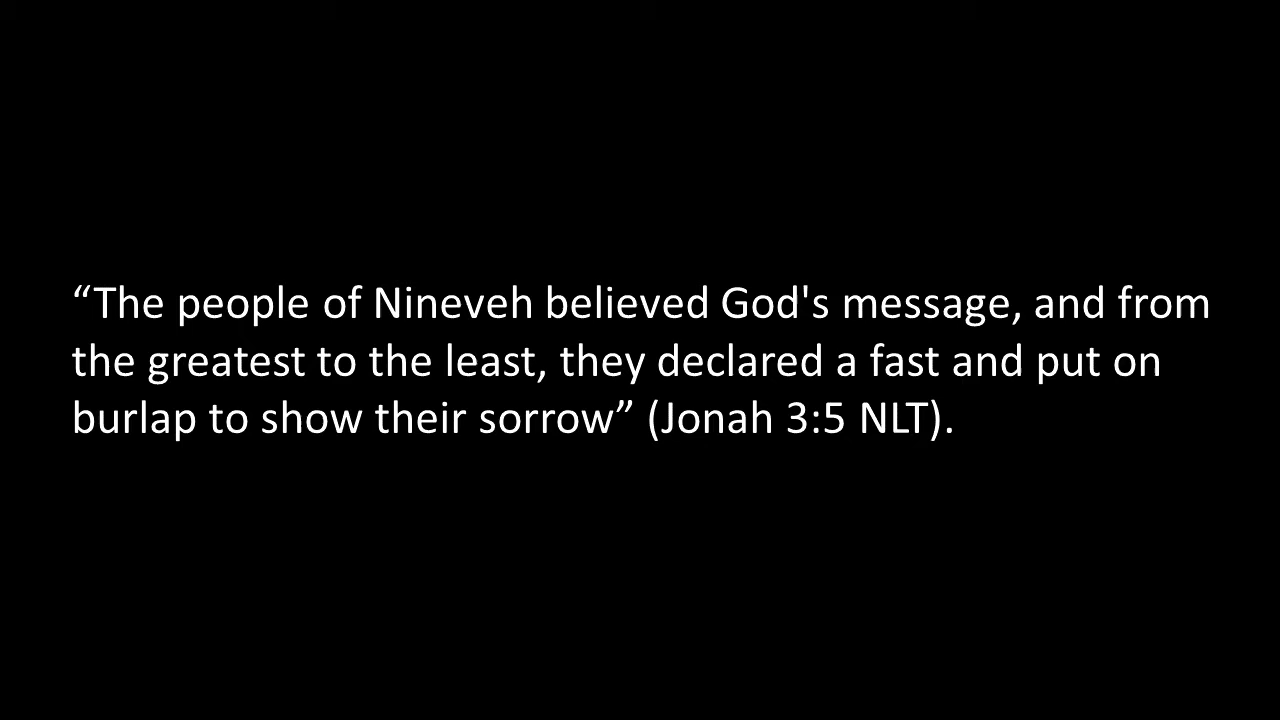 “The people of Nineveh believed God's message, and from
the greatest to the least, they declared a fast and put on
burlap to show their sorrow” (Jonah 3:5 NLT).